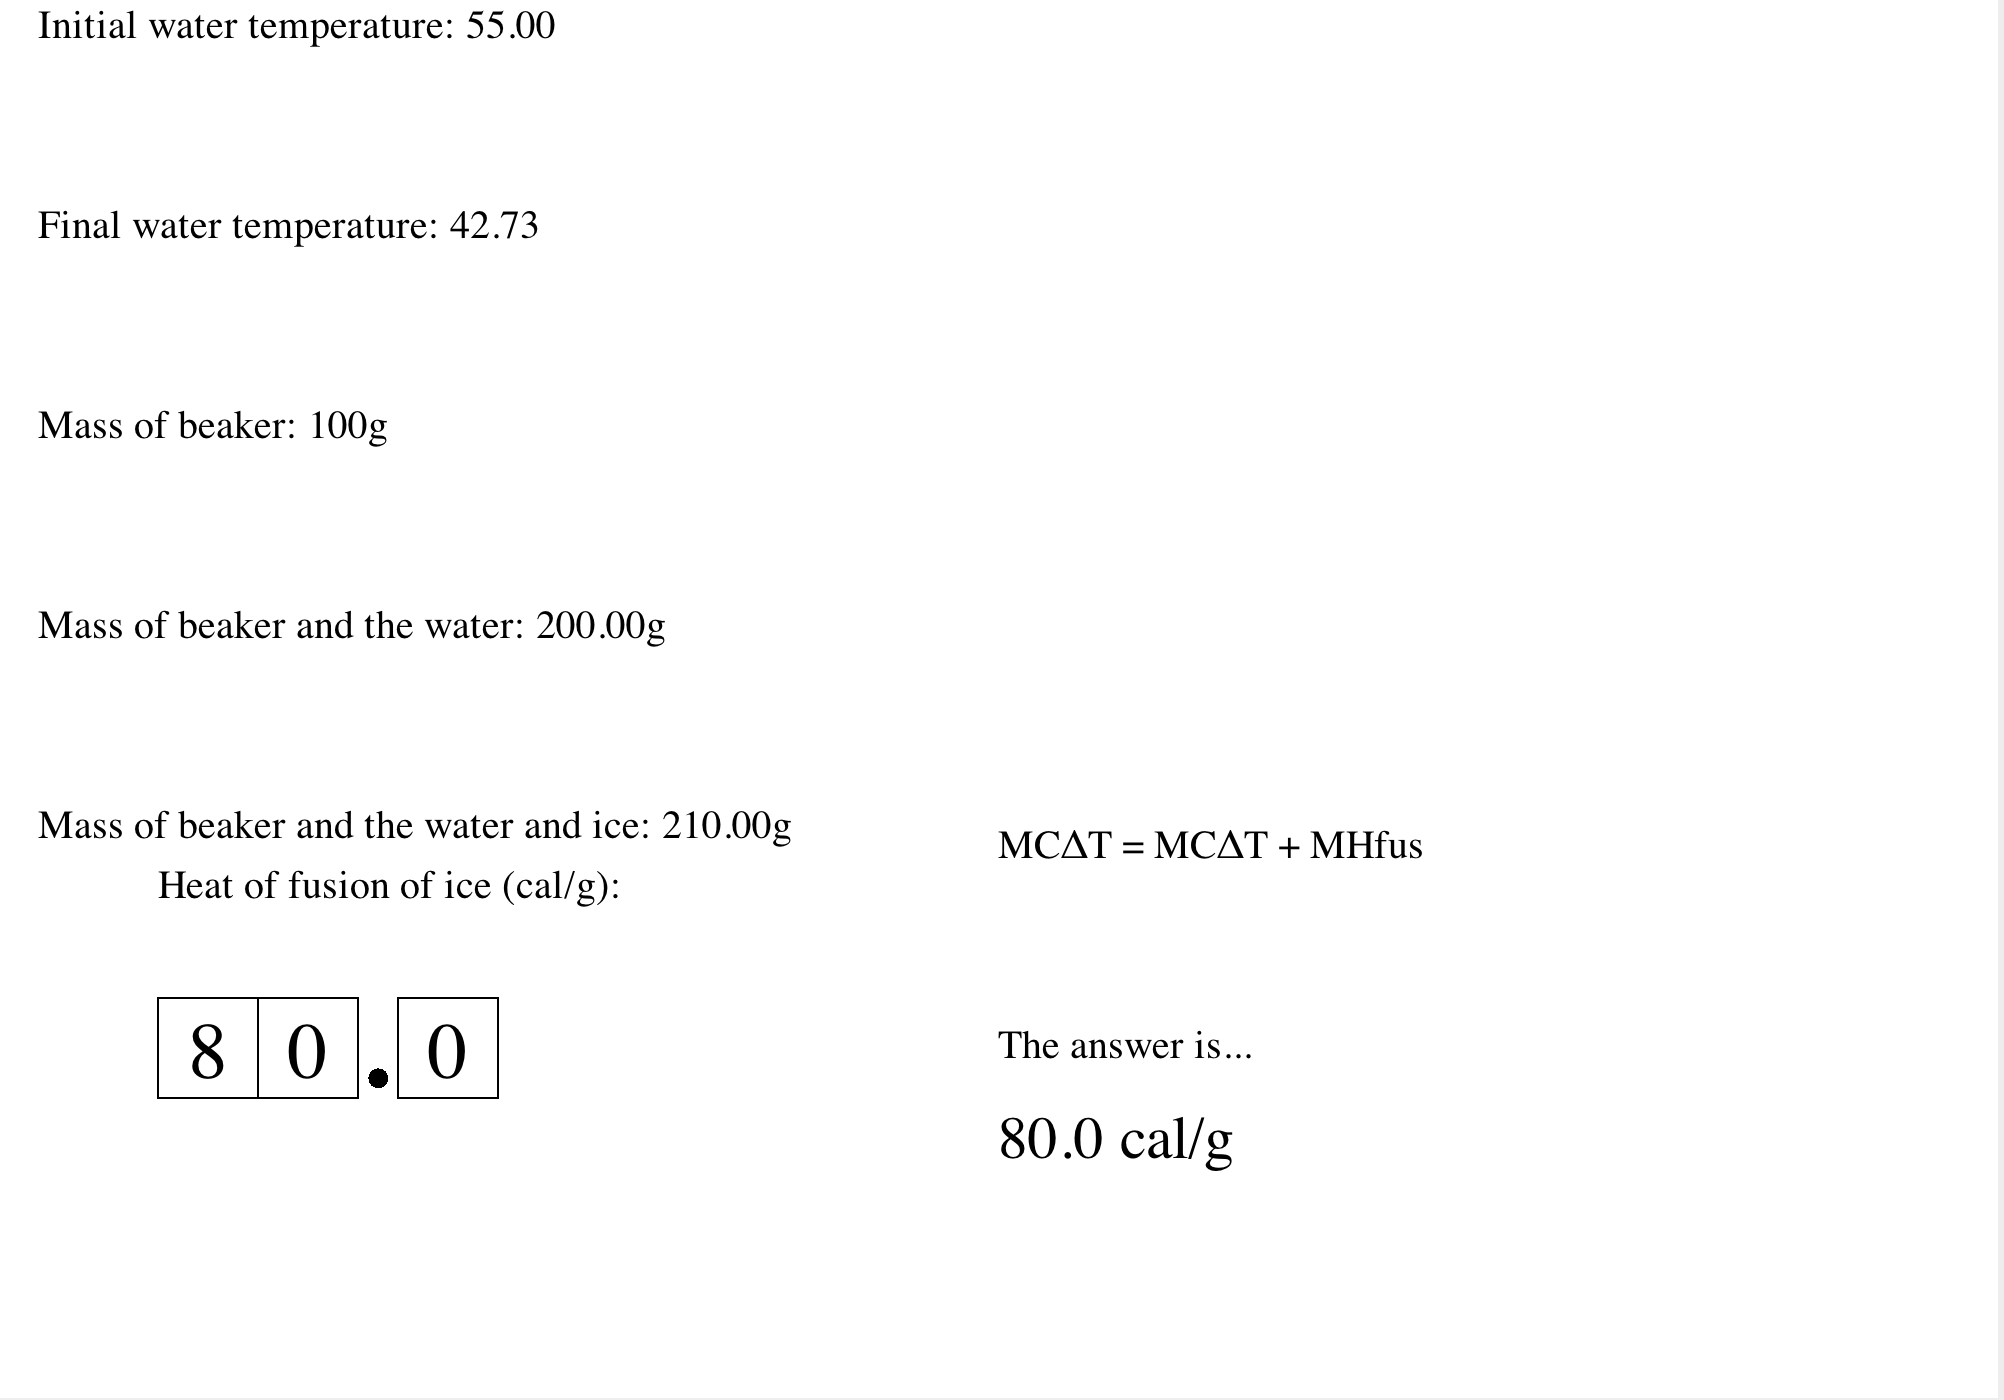 Initial water temperature: 55.00
Final water temperature: 42.73
Mass of beaker: 100g
Mass of beaker and the water: 200.00g
Mass of beaker and the water and ice: 210.00g
Heat of fusion of ice (cal/g):
80.0
MCΔT = MCΔT + MHfus
The answer is...
80.0 cal/g